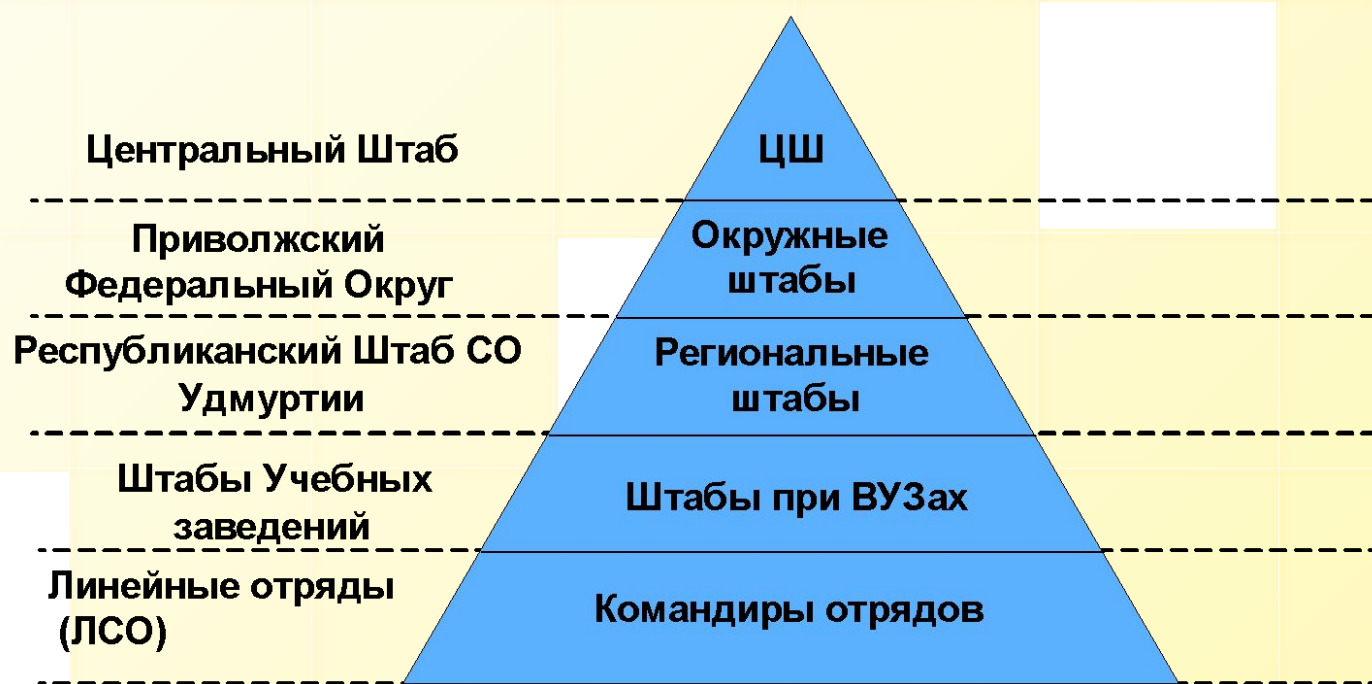 Центральный Штаб
ЦШ
Приволжский
Федеральный Округ
Окружные
штабы
Республиканский Штаб СО
Удмуртии
Региональные
штабы
Штабы Учебных
заведений
Штабы при ВУЗах
Линейные отряды
(ЛСО)
Командиры отрядов